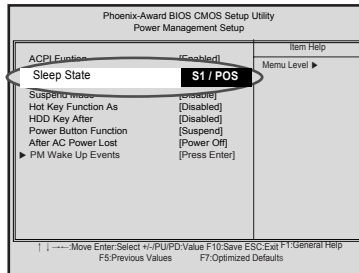 Phoenix-Award BIOS CMOS Setup Utility
Power Management Setup
Item Help
ACPI Funtion [Enabled]
Memu Level ▶
Sleep State S1 / POS
Suspend Mode [Disable]
Hot Key Function As [Disabled]
HDD Key After [Disabled]
Power Button Function [Suspend]
After AC Power Lost [Power Off]
▶ PM Wake Up Events [Press Enter]
↑ ↓ ←→:Move Enter:Select +/-/PU/PD:Value F10:Save ESC:Exit F1:General Help
F5:Previous Values F7:Optimized Defaults